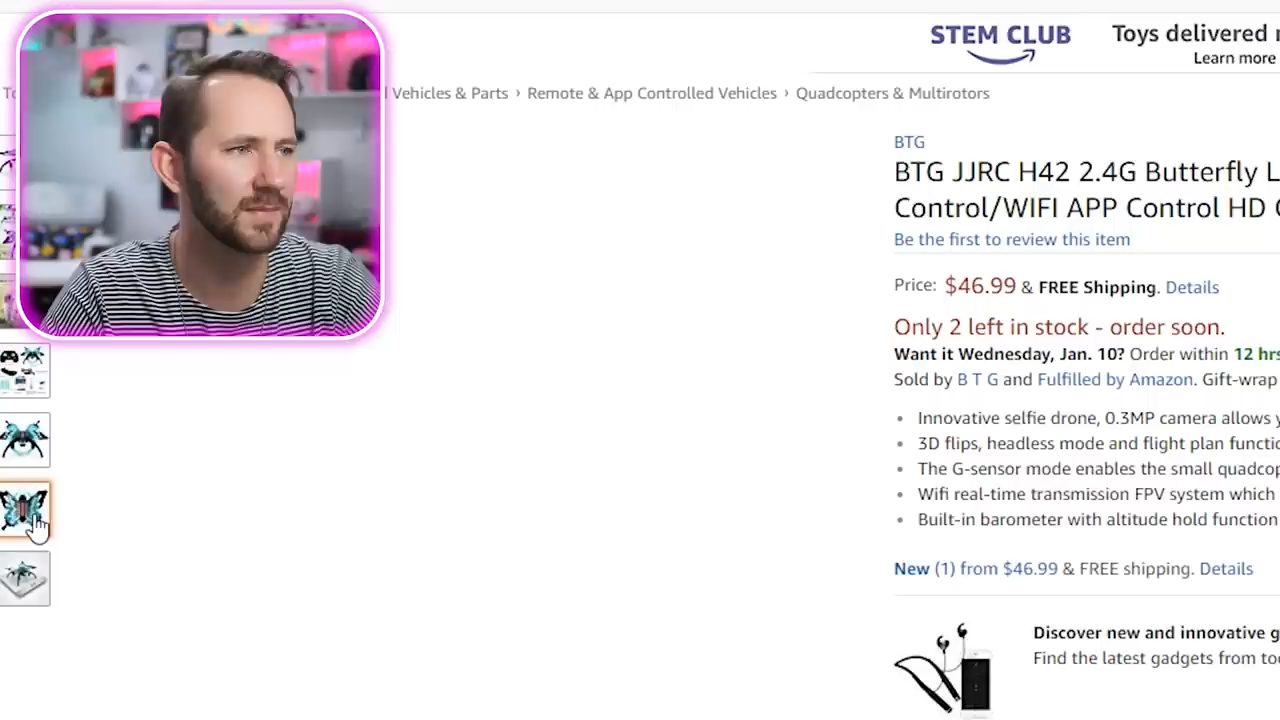 STEM CLUB
Toys delivered
Learn more
Vehicles & Parts › Remote & App Controlled Vehicles › Quadcopters & Multirotors
BTG
BTG JJRC H42 2.4G Butterfly
Control/WIFI APP Control HD
Be the first to review this item
Price: $46.99 & FREE Shipping. Details
Only 2 left in stock - order soon.
Want it Wednesday, Jan. 10? Order within 12 hrs
Sold by B T G and Fulfilled by Amazon. Gift-wrap
Innovative selfie drone, 0.3MP camera allows
3D flips, headless mode and flight plan
The G-sensor mode enables the small
Wifi real-time transmission FPV system which
Built-in barometer with altitude hold function
New (1) from $46.99 & FREE shipping. Details
Discover new and innovative
Find the latest gadgets from